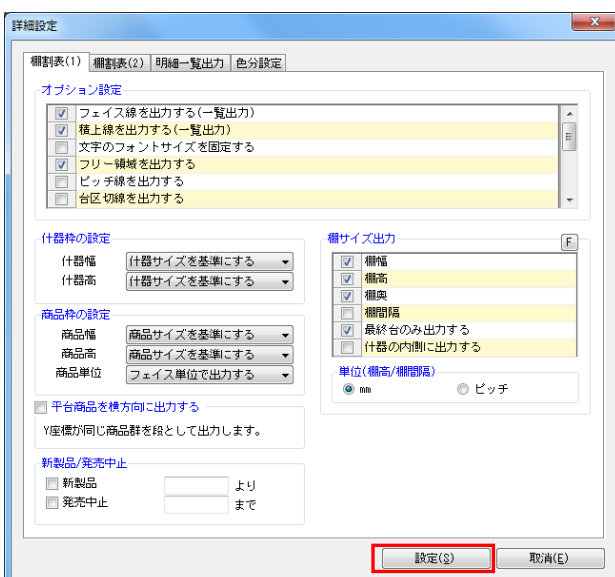 詳細設定
棚割表(1) 棚割表(2) 明細一覧出力 色分設定
オプション設定
フェイス線を出力する(一覧出力)
積上線を出力する(一覧出力)
文字のフォントサイズを固定する
フリー領域を出力する
ピッチ線を出力する
台区切線を出力する
什器枠の設定
什器幅 什器サイズを基準にする
什器高 什器サイズを基準にする
商品枠の設定
商品幅 商品サイズを基準にする
商品高 商品サイズを基準にする
商品単位 フェイス単位で出力する
平台商品を横方向に出力する
Y座標が同じ商品群を段として出力します。
新製品/発売中止
新製品 より
発売中止 まで
棚サイズ出力 F
棚幅
棚高
棚奥
棚間隔
最終台のみ出力する
什器の内側に出力する
単位(棚高/棚間隔)
mm ピッチ
設定(S) 取消(E)